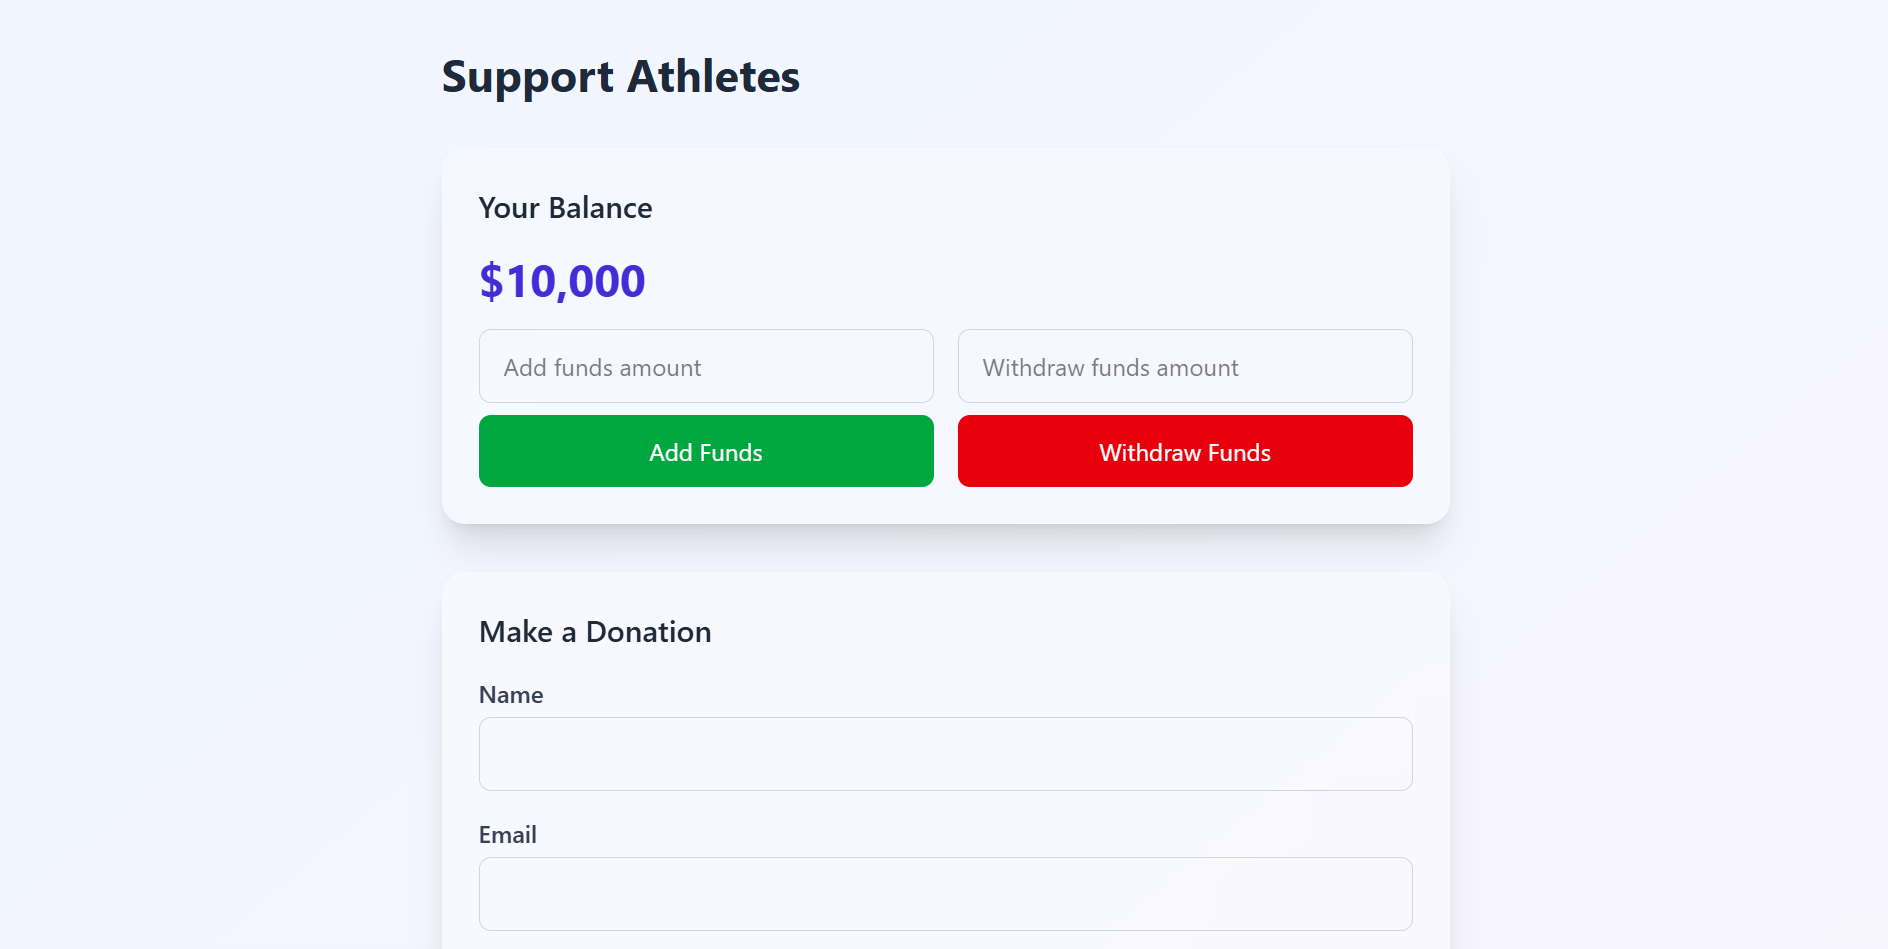 Support Athletes
Your Balance
$10,000
Add funds amount
Withdraw funds amount
Add Funds
Withdraw Funds
Make a Donation
Name
Email